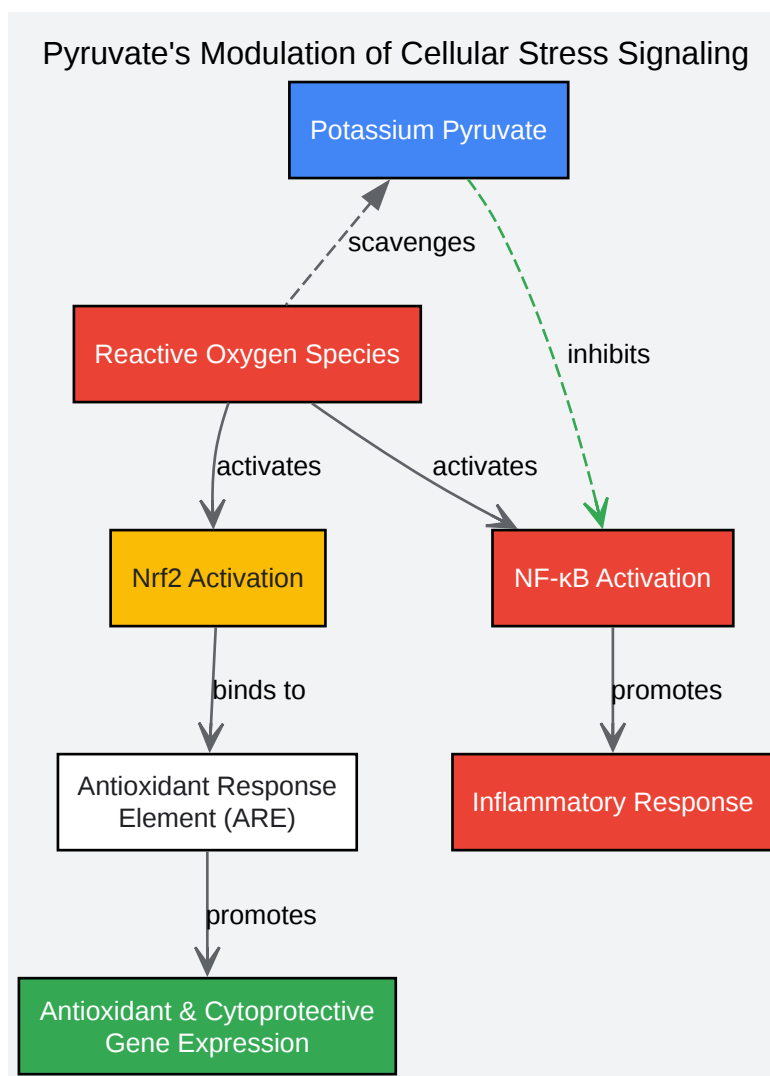 Pyruvate's Modulation of Cellular Stress Signaling
Potassium Pyruvate
scavenges
Reactive Oxygen Species
inhibits
activates
activates
Nrf2 Activation
NF-κB Activation
binds to
promotes
Antioxidant Response
Element (ARE)
Inflammatory Response
promotes
Antioxidant & Cytoprotective
Gene Expression